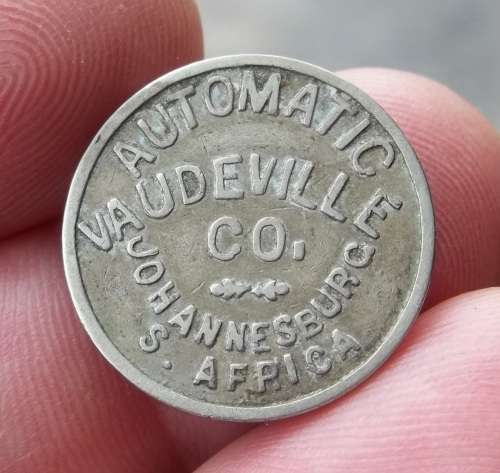 AUTOMATIC
VAUDEVILLE
CO.
JOHANNESBURG
S. AFRICA